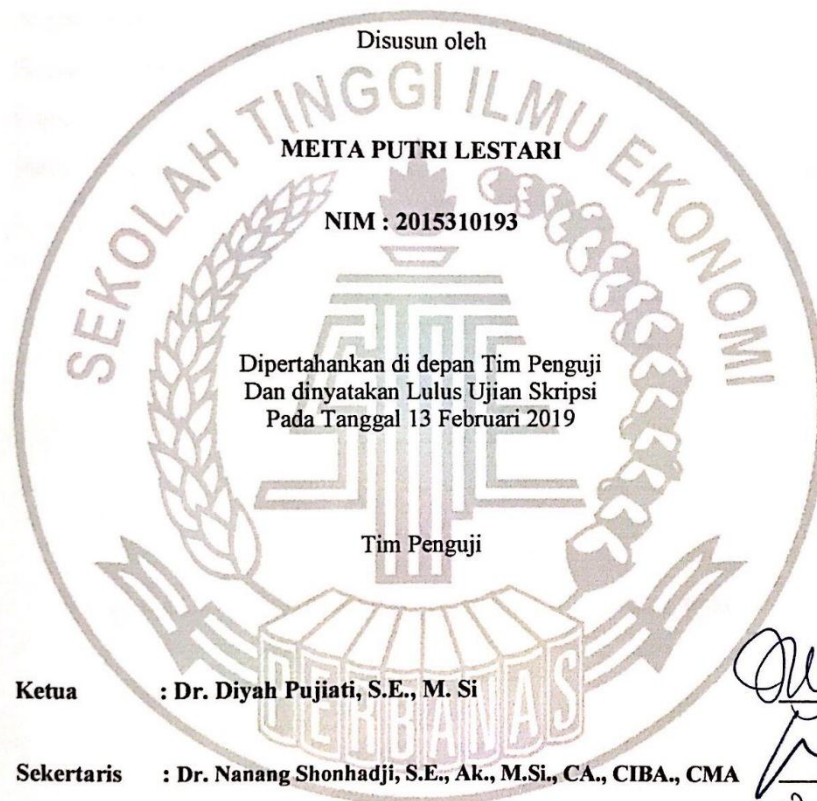 Disusun oleh
SEKOLAH TINGGI ILMU EKONOMI
MEITA PUTRI LESTARI
NIM : 2015310193
Dipertahankan di depan Tim Penguji
Dan dinyatakan Lulus Ujian Skripsi
Pada Tanggal 13 Februari 2019
Tim Penguji
PERBANAS
Ketua : Dr. Diyah Pujiati, S.E., M. Si
Sekertaris : Dr. Nanang Shonhadji, S.E., Ak., M.Si., CA., CIBA., CMA